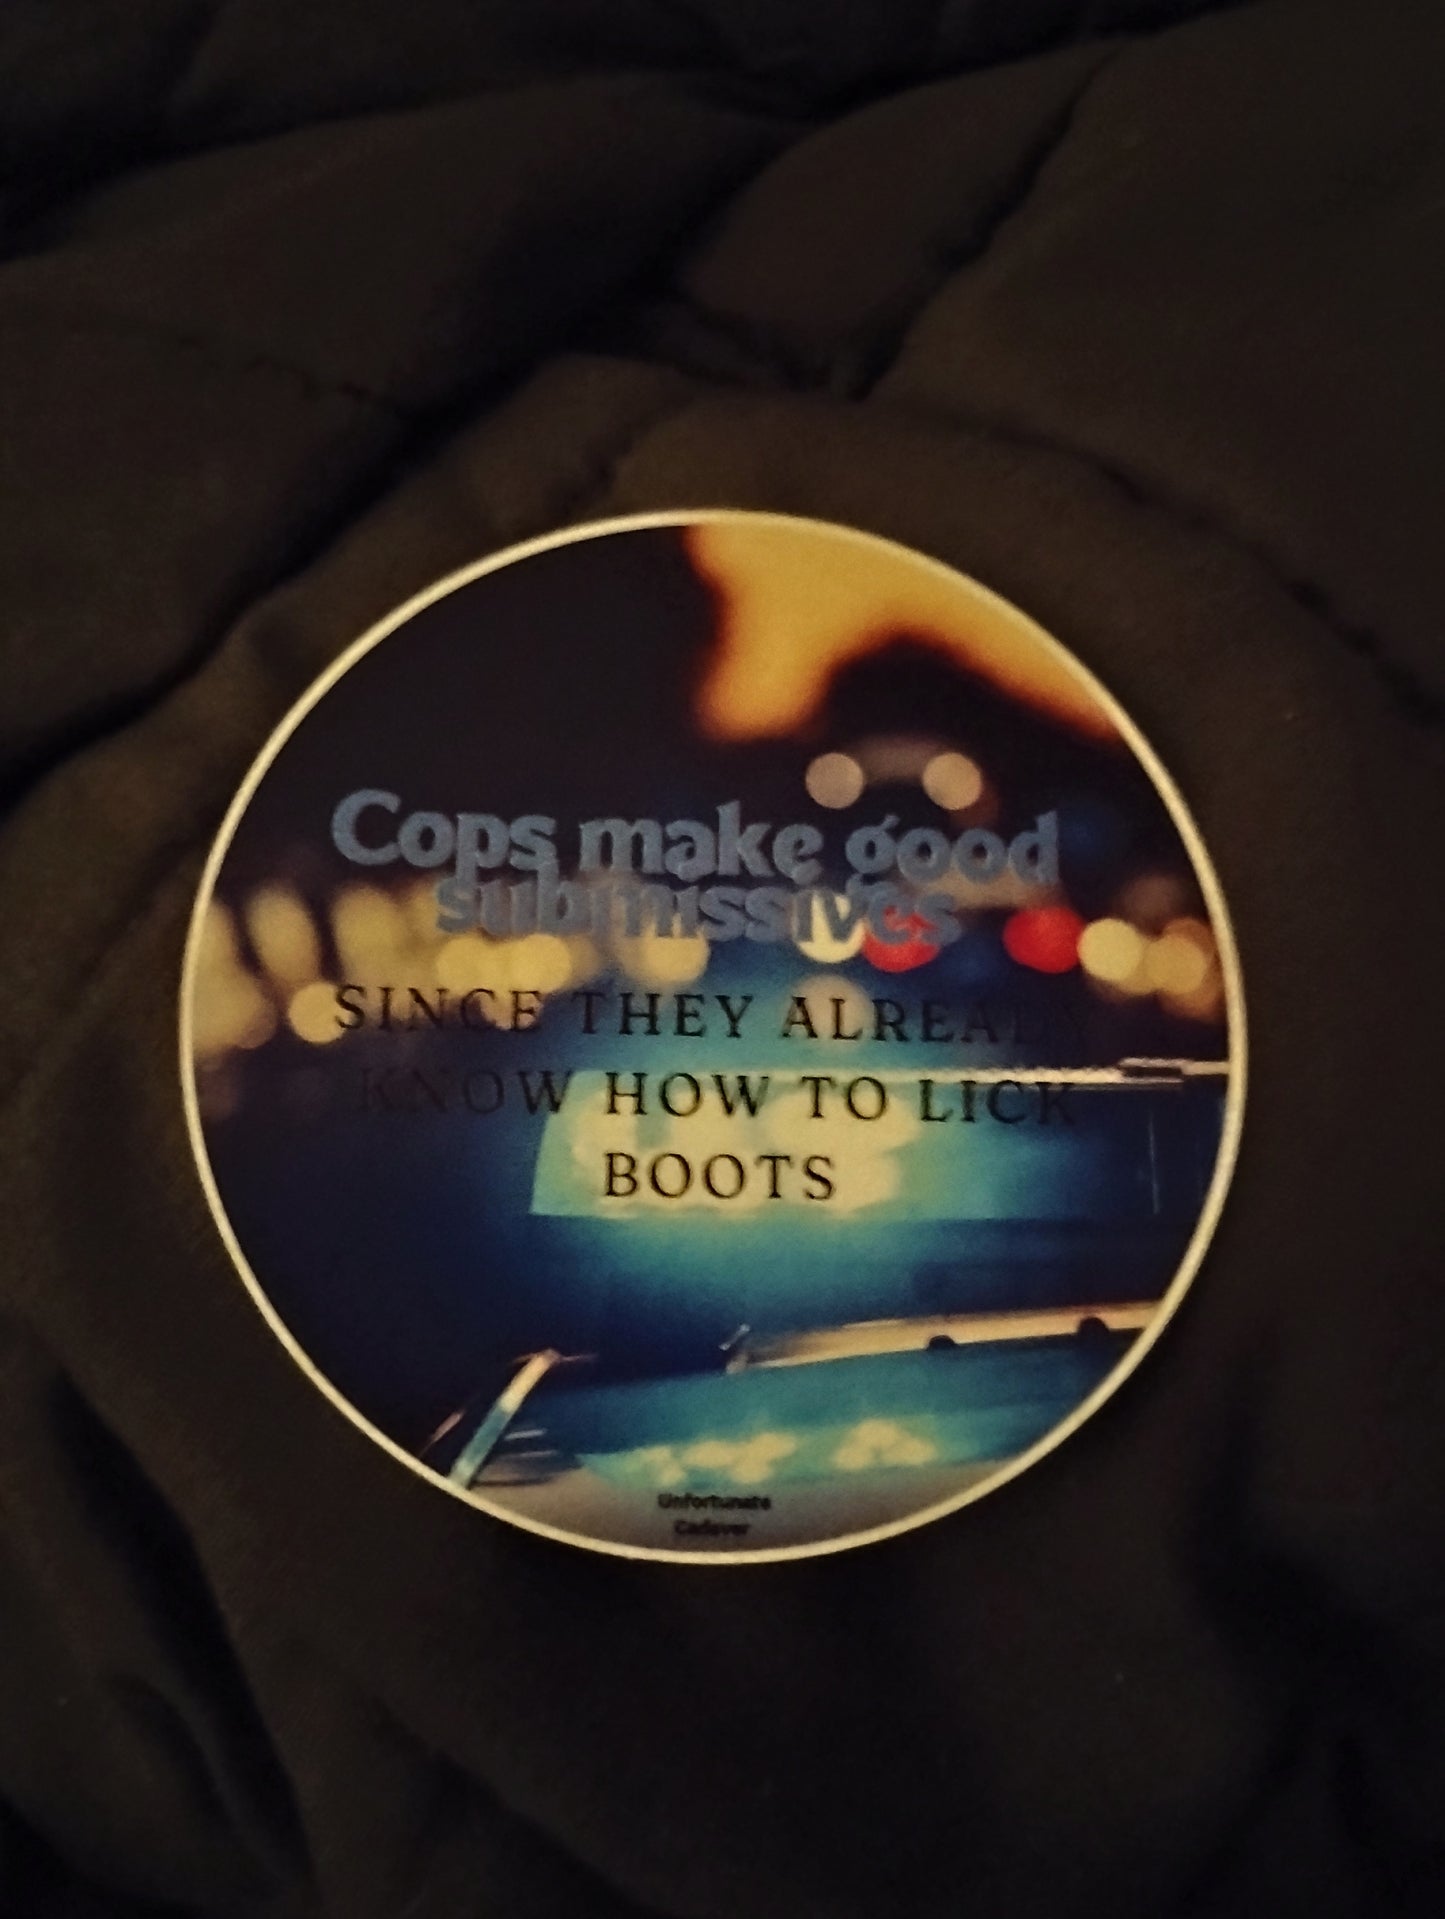 Cops make good
submissives
SINCE THEY ALREADY
KNOW HOW TO LICK
BOOTS
Unfortunate
Cadaver